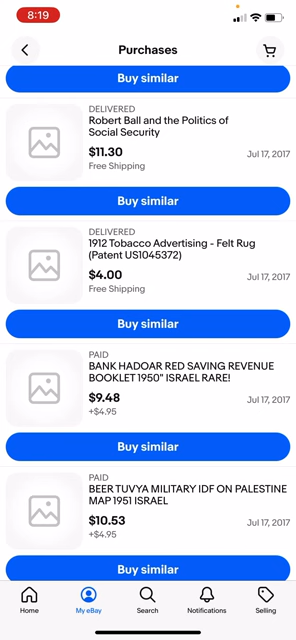 8:19
Purchases
Buy similar
DELIVERED
Robert Ball and the Politics of
Social Security
$11.30
Jul 17, 2017
Free Shipping
Buy similar
DELIVERED
1912 Tobacco Advertising - Felt Rug
(Patent US1045372)
$4.00
Jul 17, 2017
Free Shipping
Buy similar
PAID
BANK HADOAR RED SAVING REVENUE
BOOKLET 1950" ISRAEL RARE!
$9.48
Jul 17, 2017
+$4.95
Buy similar
PAID
BEER TUVYA MILITARY IDF ON PALESTINE
MAP 1951 ISRAEL
$10.53
Jul 17, 2017
+$4.95
Buy similar
Home
My eBay
Search
Notifications
Selling